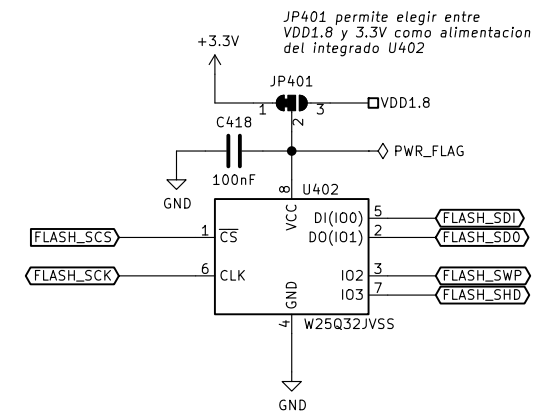 JP401 permite elegir entre
VDD1.8 y 3.3V como alimentacion
del integrado U402
+3.3V
JP401
1
2
3
VDD1.8
C418
100nF
GND
PWR_FLAG
8
U402
VCC
FLASH_SCS
1
CS
FLASH_SCK
6
CLK
DI(IO0)
5
FLASH_SDI
DO(IO1)
2
FLASH_SDO
IO2
3
FLASH_SWP
IO3
7
FLASH_SHD
GND
4
W25Q32JVSS
GND